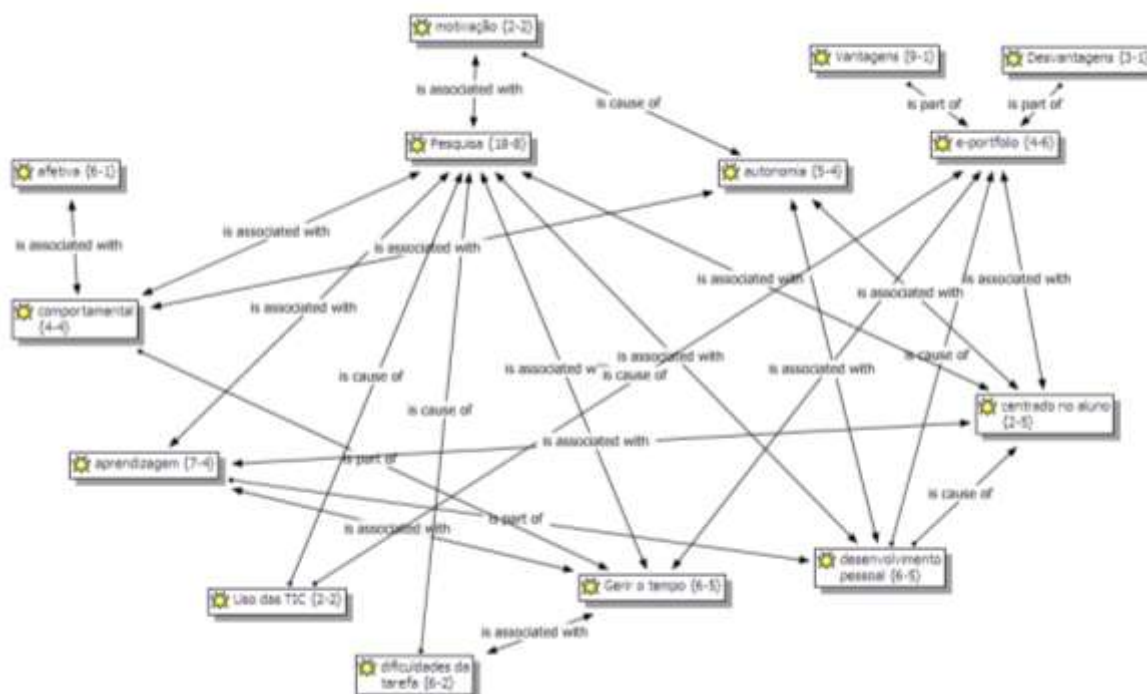 motivação {2-2}
Vantagens {9-1}
Desvantagens {3-1}
is associated with
is cause of
is part of
is part of
Pesquisa {18-8}
e-portfolio {4-6}
afetiva {6-1}
autonomia {5-4}
is associated with
is associated with
is associated with
is associated with
is associated with
is associated with
is associated with
comportamental
{4-4}
is associated with
is associated with
is cause of
is associated
is cause of
is associated with
is cause of
centrado no aluno
{2-5}
is cause of
is associated with
aprendizagem {7-4}
is part of
is cause of
is associated with
is part of
desenvolvimento
pessoal {6-5}
Gerir o tempo {6-5}
Uso das TIC {2-2}
is associated with
dificuldades da
tarefa {6-2}